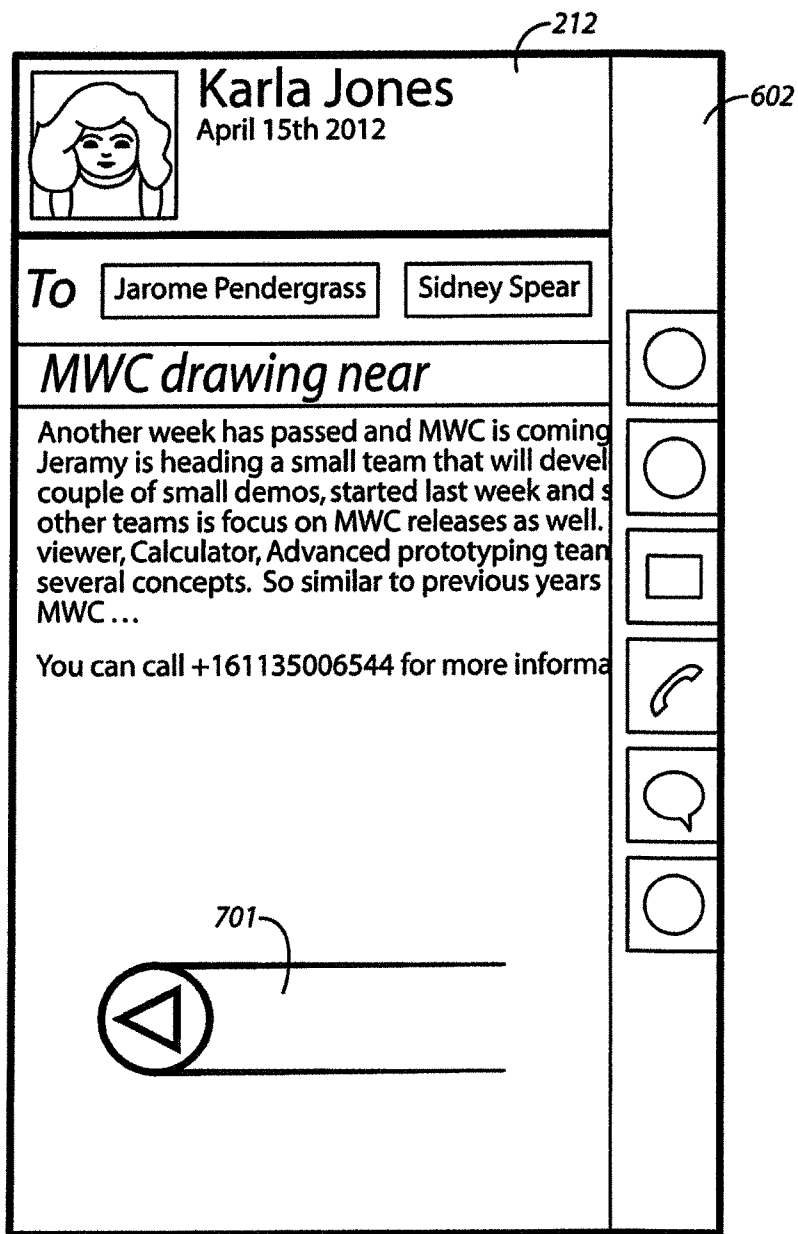 212
602
Karla Jones
April 15th 2012
To Jarome Pendergrass Sidney Spear
MWC drawing near
Another week has passed and MWC is coming
Jeramy is heading a small team that will devel
couple of small demos, started last week and s
other teams is focus on MWC releases as well.
viewer, Calculator, Advanced prototyping team
several concepts. So similar to previous years
MWC...
You can call +161135006544 for more informa
701